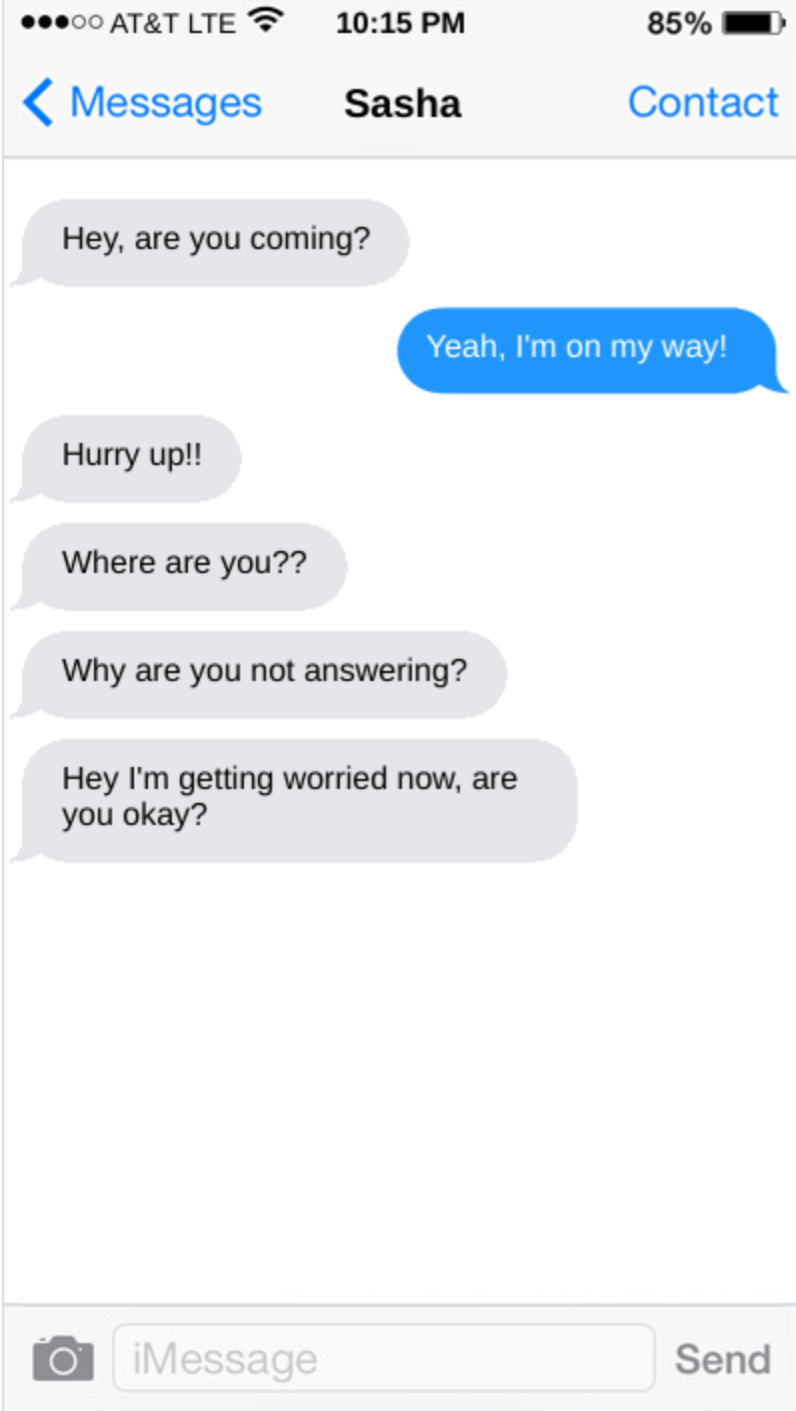 AT&T LTE 10:15 PM 85%
Messages Sasha Contact
Hey, are you coming?
Yeah, I'm on my way!
Hurry up!!
Where are you??
Why are you not answering?
Hey I'm getting worried now, are
you okay?
iMessage Send